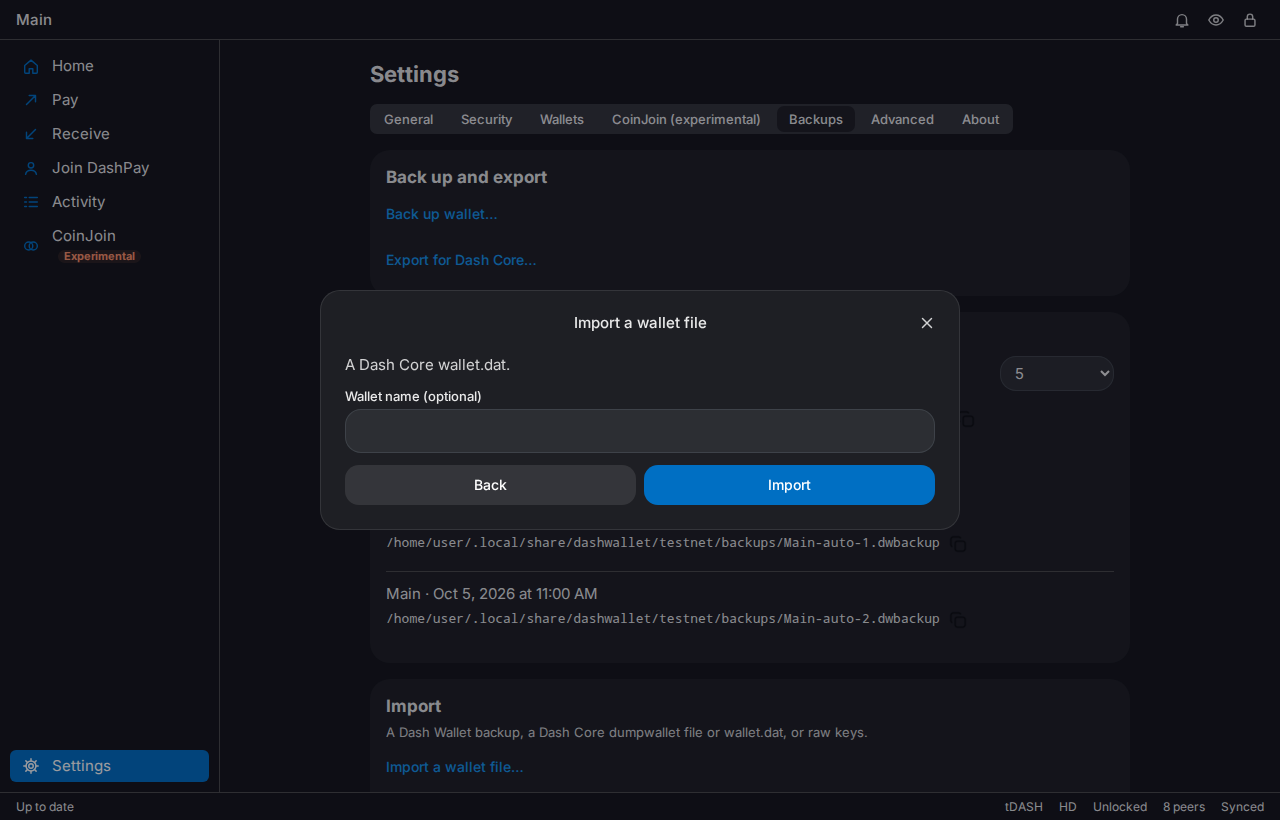 Main
Home
Pay
Receive
Join DashPay
Activity
CoinJoin
Experimental
Settings
Settings
General Security Wallets CoinJoin (experimental) Backups Advanced About
Back up and export
Back up wallet...
Export for Dash Core...
Import a wallet file
A Dash Core wallet.dat.
Wallet name (optional)
Back Import
5
/home/user/.local/share/dashwallet/testnet/backups/Main-auto-1.dwbackup
Main · Oct 5, 2026 at 11:00 AM
/home/user/.local/share/dashwallet/testnet/backups/Main-auto-2.dwbackup
Import
A Dash Wallet backup, a Dash Core dumpwallet file or wallet.dat, or raw keys.
Import a wallet file...
Up to date tDASH HD Unlocked 8 peers Synced